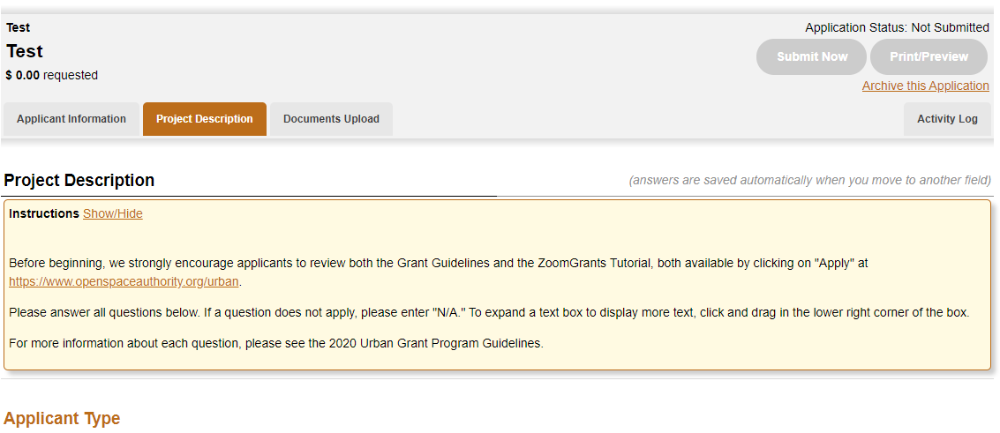 Test
Application Status: Not Submitted
Test
Submit Now
Print/Preview
$ 0.00 requested
Archive this Application
Applicant Information
Project Description
Documents Upload
Activity Log
Project Description
(answers are saved automatically when you move to another field)
Instructions Show/Hide
Before beginning, we strongly encourage applicants to review both the Grant Guidelines and the ZoomGrants Tutorial, both available by clicking on "Apply" at
https://www.openspaceauthority.org/urban.
Please answer all questions below. If a question does not apply, please enter "N/A." To expand a text box to display more text, click and drag in the lower right corner of the box.
For more information about each question, please see the 2020 Urban Grant Program Guidelines.
Applicant Type